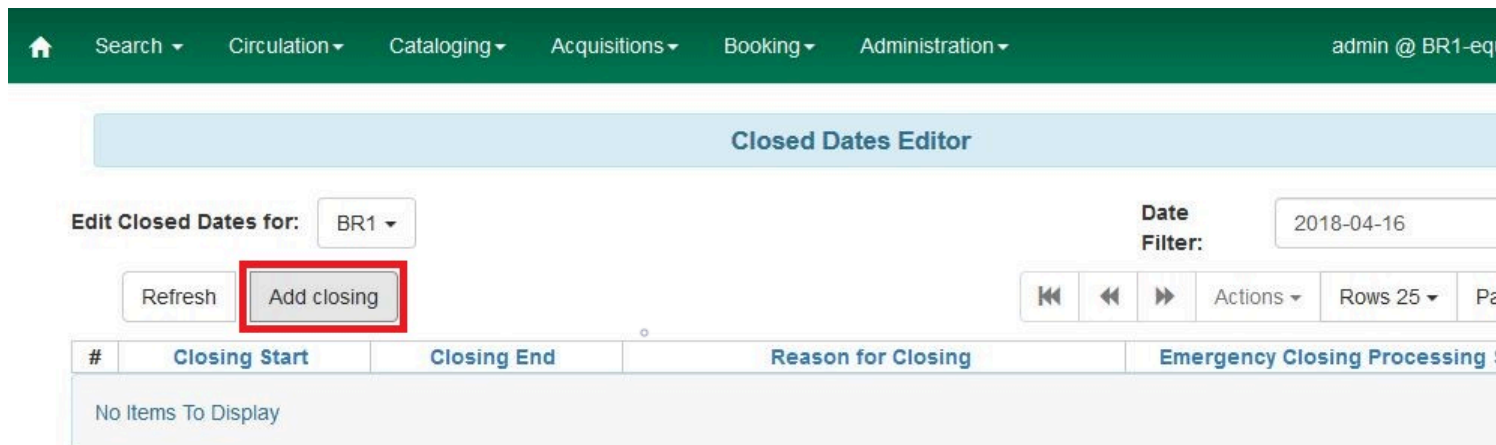 Search Circulation Cataloging Acquisitions Booking Administration admin @ BR1-equ
Closed Dates Editor
Edit Closed Dates for: BR1 Date Filter: 2018-04-16
Refresh Add closing Actions Rows 25 Pa
# Closing Start Closing End Reason for Closing Emergency Closing Processing
No Items To Display